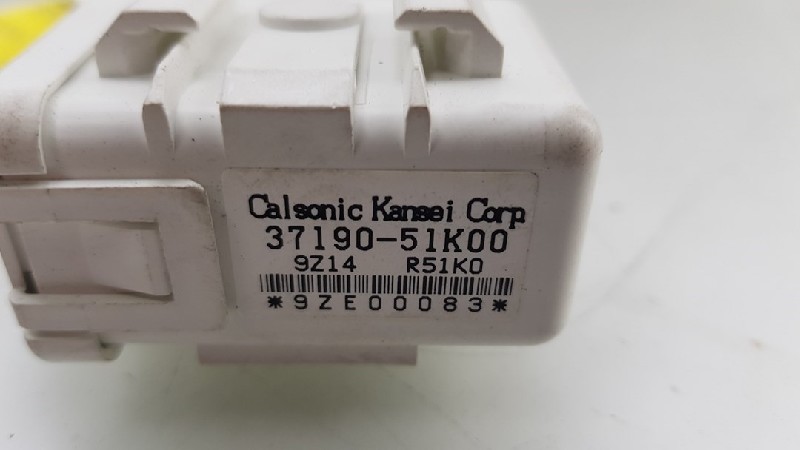 Calsonic Kansei Corp
37190-51K00
9Z14 R51K0
*9ZE00083*